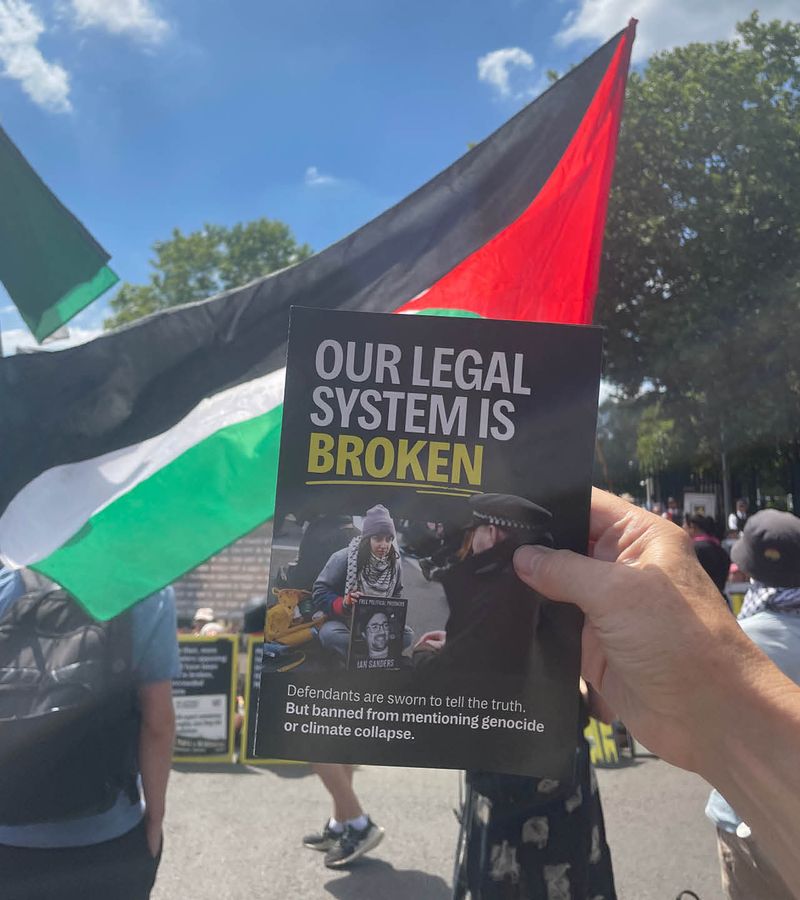 OUR LEGAL
SYSTEM IS
BROKEN
FREE POLITICAL PRISONERS
IAN SANDERS
Defendants are sworn to tell the truth.
But banned from mentioning genocide
or climate collapse.